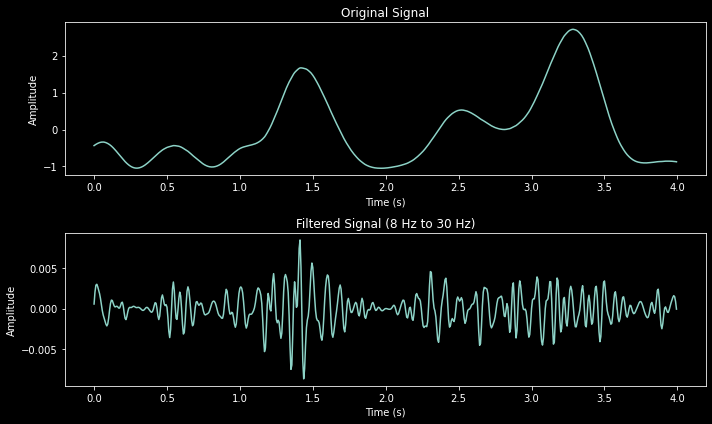 Original Signal
Amplitude
2
1
0
−1
0.0 0.5 1.0 1.5 2.0 2.5 3.0 3.5 4.0
Time (s)
Filtered Signal (8 Hz to 30 Hz)
Amplitude
0.005
0.000
−0.005
0.0 0.5 1.0 1.5 2.0 2.5 3.0 3.5 4.0
Time (s)